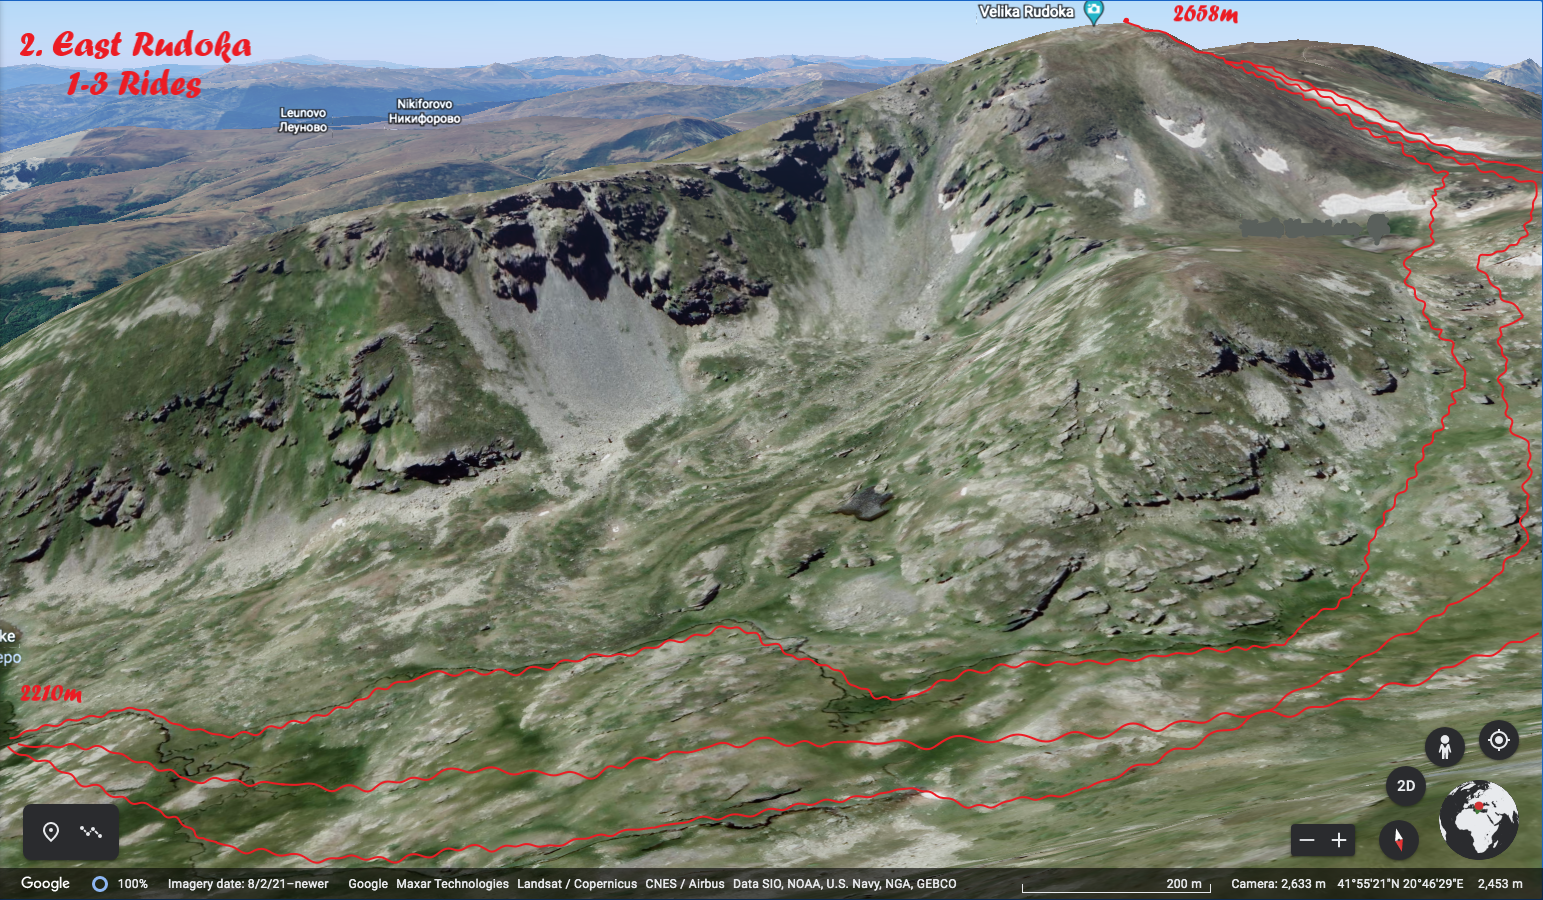 Velika Rudoka
2658m
2. East Rudoka
1-3 Rides
Leunovo
Леуново
Nikiforovo
Никифорово
ke
еро
2210m
2D
Google
100%
Imagery date: 8/2/21–newer
Google Maxar Technologies Landsat / Copernicus CNES / Airbus Data SIO, NOAA, U.S. Navy, NGA, GEBCO
200 m
Camera: 2,633 m 41°55'21"N 20°46'29"E 2,453 m